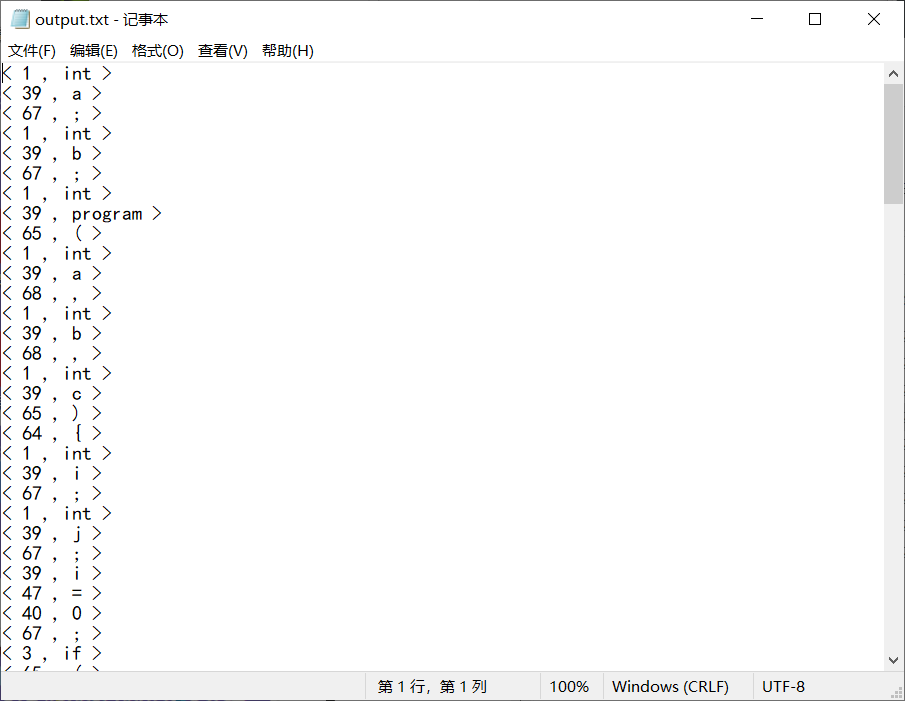 output.txt - 记事本
文件(F) 编辑(E) 格式(O) 查看(V) 帮助(H)
< 1 , int >
< 39 , a >
< 67 , ; >
< 1 , int >
< 39 , b >
< 67 , ; >
< 1 , int >
< 39 , program >
< 65 , ( >
< 1 , int >
< 39 , a >
< 68 , , >
< 1 , int >
< 39 , b >
< 68 , , >
< 1 , int >
< 39 , c >
< 65 , ) >
< 64 , { >
< 1 , int >
< 39 , i >
< 67 , ; >
< 1 , int >
< 39 , j >
< 67 , ; >
< 39 , i >
< 47 , = >
< 40 , 0 >
< 67 , ; >
< 3 , if >
< 65 , ( >
第 1 行，第 1 列 100% Windows (CRLF) UTF-8